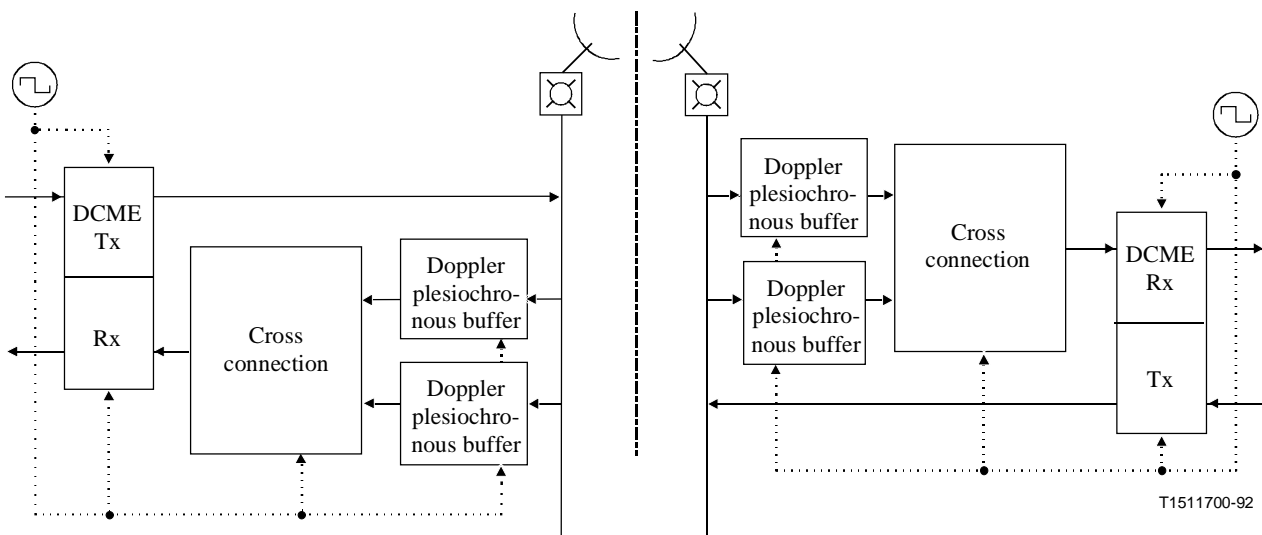 DCME
Tx
Rx
Cross
connection
Doppler
plesiochro-
nous buffer
Doppler
plesiochro-
nous buffer
Doppler
plesiochro-
nous buffer
Doppler
plesiochro-
nous buffer
Cross
connection
DCME
Rx
Tx
T1511700-92